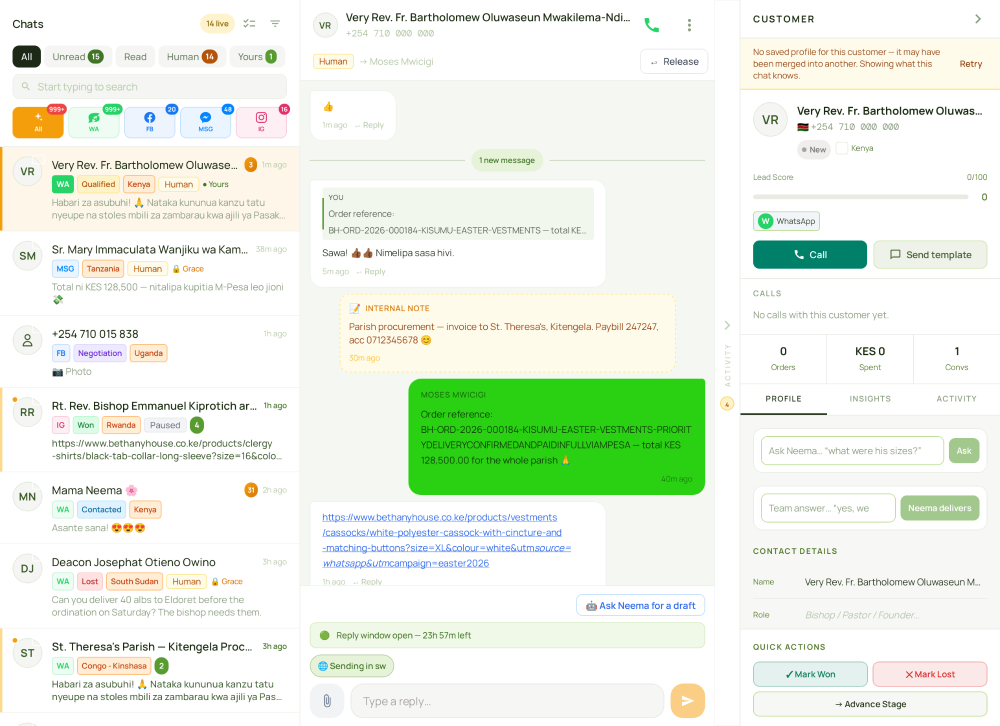 Chats
14 live
All
Unread 15
Read
Human 14
Yours 1
Start typing to search
999+
All
999+
WA
20
FB
48
MSG
16
IG
VR
Very Rev. Fr. Bartholomew Oluwase...
3
1m ago
WA
Qualified
Kenya
Human
• Yours
Habari za asubuhi! 🙏 Nataka kununua kanzu tatu
nyeupe na stoles mbili za zambarau kwa ajili ya Pasak...
SM
Sr. Mary Immaculata Wanjiku wa Kam...
38m ago
MSG
Tanzania
Human
🔒 Grace
Total ni KES 128,500 — nitalipa kupitia M-Pesa leo jioni
💸
+254 710 015 838
1h ago
FB
Negotiation
Uganda
📷 Photo
RR
Rt. Rev. Bishop Emmanuel Kiprotich ar...
1h ago
IG
Won
Rwanda
Paused
4
https://www.bethanyhouse.co.ke/products/clergy
-shirts/black-tab-collar-long-sleeve?size=16&colo...
MN
Mama Neema 🌸
31
2h ago
WA
Contacted
Kenya
Asante sana! 😍😍😍
DJ
Deacon Josephat Otieno Owino
3h ago
WA
Lost
South Sudan
Human
🔒 Grace
Can you deliver 40 albs to Eldoret before the
ordination on Saturday? The bishop needs them.
ST
St. Theresa's Parish — Kitengela Proc...
3h ago
WA
Congo - Kinshasa
2
Habari za asubuhi! 🙏 Nataka kununua kanzu tatu
nyeupe na stoles mbili za zambarau kwa ajili ya Pas...
VR
Very Rev. Fr. Bartholomew Oluwaseun Mwakilema-Ndi...
+254 710 000 000
Human
→ Moses Mwicigi
↔ Release
👍
1m ago
↔ Reply
1 new message
YOU
Order reference:
BH-ORD-2026-000184-KISUMU-EASTER-VESTMENTS — total KE...
Sawa! 👍🏾👍🏾 Nimelipa sasa hivi.
5m ago
↔ Reply
📝 INTERNAL NOTE
Parish procurement — invoice to St. Theresa's, Kitengela. Paybill 247247,
acc 0712345678 😊
30m ago
MOSES MWICIGI
Order reference:
BH-ORD-2026-000184-KISUMU-EASTER-VESTMENTS-PRIORIT
YDELIVERYCONFIRMEDANDPAIDINFULLVIAMPESA — total KES
128,500.00 for the whole parish 🙏
40m ago
https://www.bethanyhouse.co.ke/products/vestments
/cassocks/white-polyester-cassock-with-cincture-and
-matching-buttons?size=XL&colour=white&utmsource=
whatsapp&utmcampaign=easter2026
1h ago
↔ Reply
🤖 Ask Neema for a draft
🟢 Reply window open — 23h 57m left
🌐 Sending in sw
Type a reply...
ACTIVITY
CUSTOMER
No saved profile for this customer — it may have
been merged into another. Showing what this
chat knows.
Retry
VR
Very Rev. Fr. Bartholomew Oluwas...
🇰🇪 +254 710 000 000
New
Kenya
Lead Score
0/100
0
W WhatsApp
Call
Send template
CALLS
No calls with this customer yet.
0
Orders
KES 0
Spent
1
Convs
PROFILE
INSIGHTS
ACTIVITY
Ask Neema... "what were his sizes?"
Ask
Team answer... "yes, we
Neema delivers
CONTACT DETAILS
Name
Very Rev. Fr. Bartholomew Oluwaseun M...
Role
Bishop / Pastor / Founder...
QUICK ACTIONS
✓ Mark Won
✕ Mark Lost
→ Advance Stage